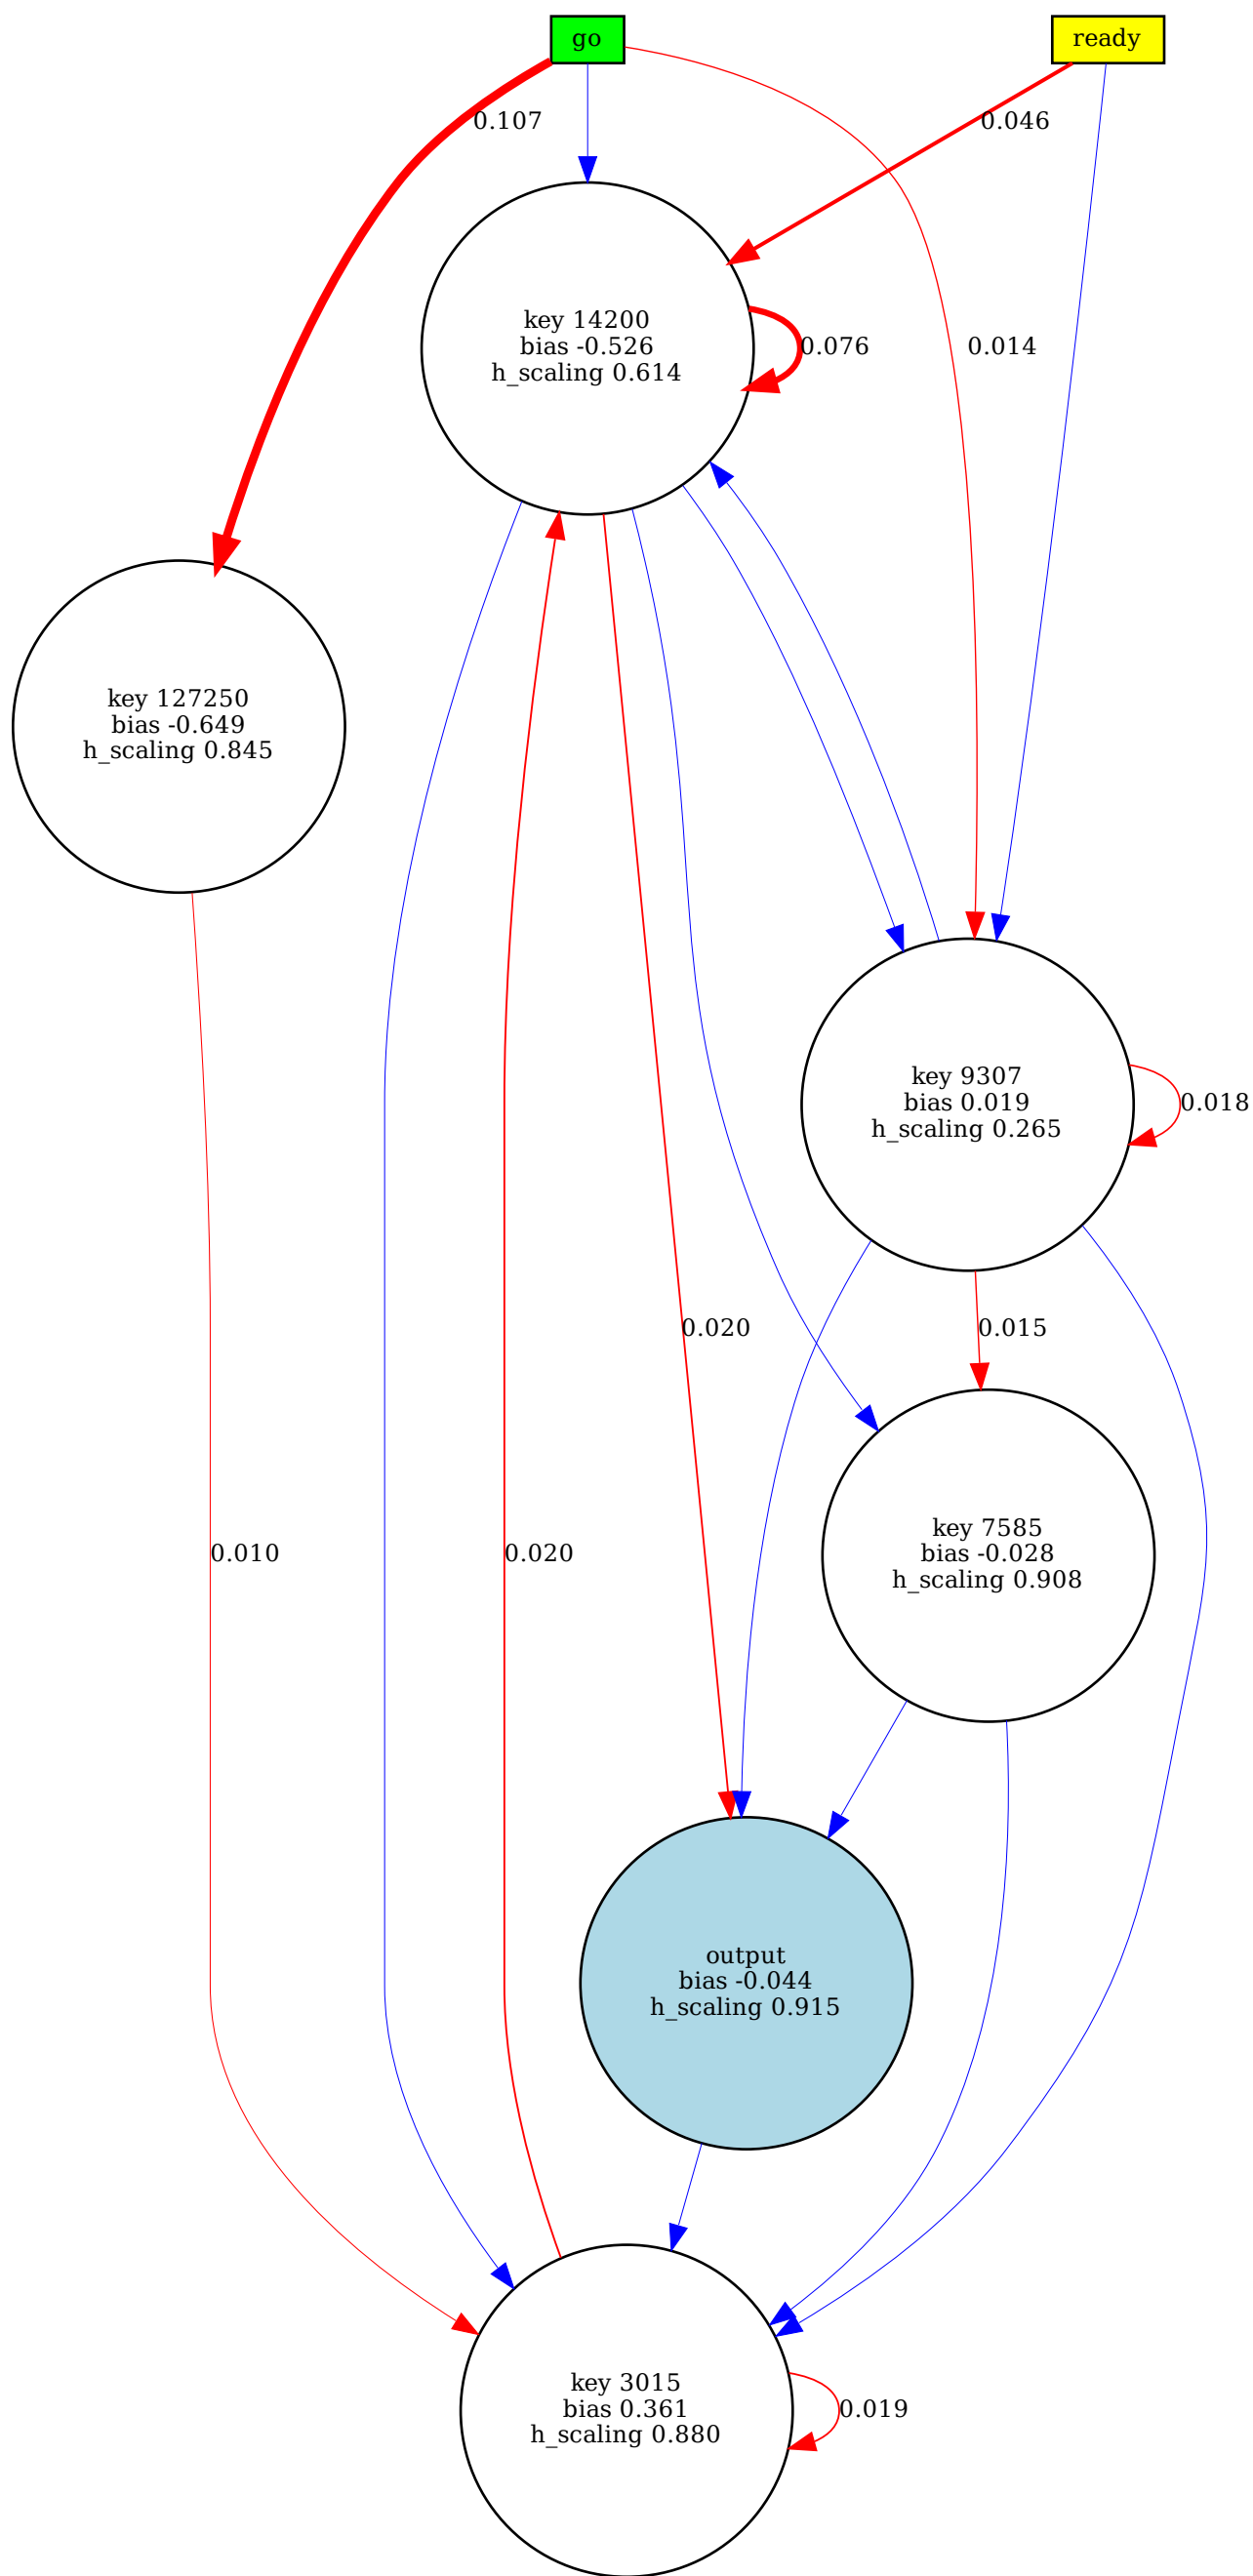 go
ready
0.107
0.046
key 14200
bias -0.526
h_scaling 0.614
0.076
0.014
key 127250
bias -0.649
h_scaling 0.845
key 9307
bias 0.019
h_scaling 0.265
0.018
0.020
0.015
key 7585
bias -0.028
h_scaling 0.908
0.010
0.020
output
bias -0.044
h_scaling 0.915
key 3015
bias 0.361
h_scaling 0.880
0.019